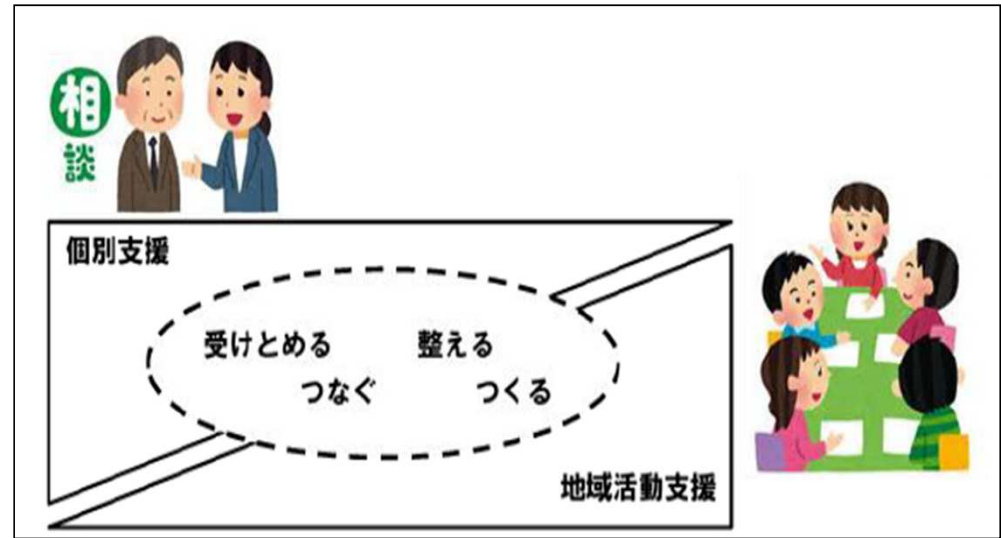 相
談
個別支援
受けとめる 整える
つなぐ つくる
地域活動支援